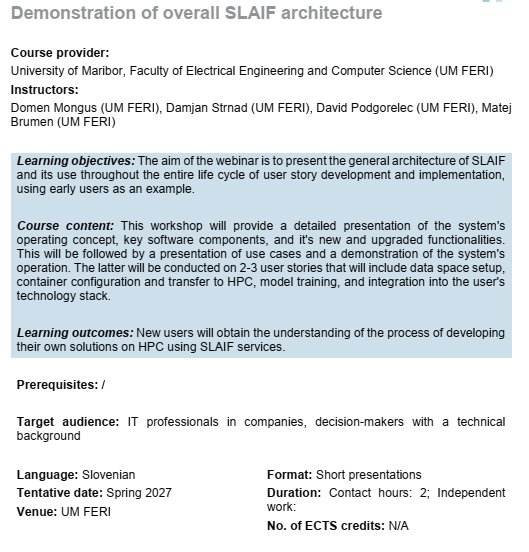 Demonstration of overall SLAIF architecture
Course provider:
University of Maribor, Faculty of Electrical Engineering and Computer Science (UM FERI)
Instructors:
Domen Mongus (UM FERI), Damjan Strnad (UM FERI), David Podgorelec (UM FERI), Matej
Brumen (UM FERI)
Learning objectives: The aim of the webinar is to present the general architecture of SLAIF
and its use throughout the entire life cycle of user story development and implementation,
using early users as an example.
Course content: This workshop will provide a detailed presentation of the system's
operating concept, key software components, and it's new and upgraded functionalities.
This will be followed by a presentation of use cases and a demonstration of the system's
operation. The latter will be conducted on 2-3 user stories that will include data space setup,
container configuration and transfer to HPC, model training, and integration into the user's
technology stack.
Learning outcomes: New users will obtain the understanding of the process of developing
their own solutions on HPC using SLAIF services.
Prerequisites: /
Target audience: IT professionals in companies, decision-makers with a technical
background
Language: Slovenian
Tentative date: Spring 2027
Venue: UM FERI
Format: Short presentations
Duration: Contact hours: 2; Independent
work:
No. of ECTS credits: N/A